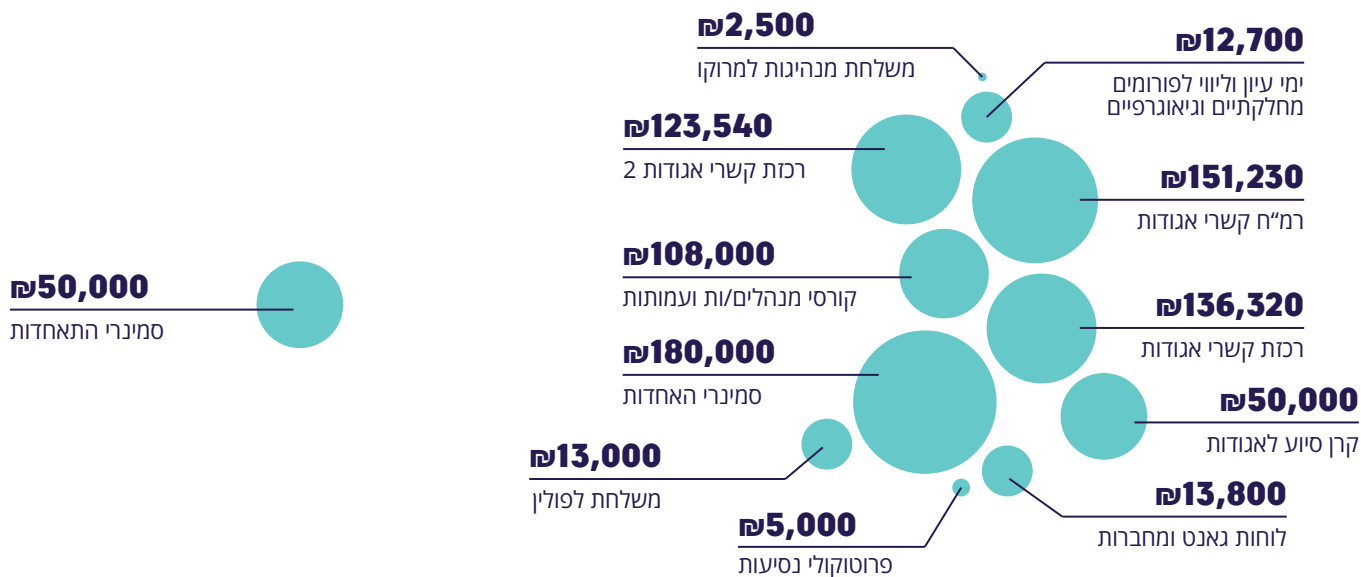 ₪2,500
משלחת מנהיגות למרוקו
₪12,700
ימי עיון וליווי לפורומים
מחלקתיים וגיאוגרפיים
₪123,540
רכזת קשרי אגודות 2
₪151,230
רמ״ח קשרי אגודות
₪108,000
קורסי מנהלים/ות ועמותות
₪136,320
רכזת קשרי אגודות
₪180,000
סמינרי האחדות
₪50,000
קרן סיוע לאגודות
₪13,000
משלחת לפולין
₪13,800
לוחות גאנט ומחברות
₪5,000
פרוטוקולי נסיעות
₪50,000
סמינרי התאחדות